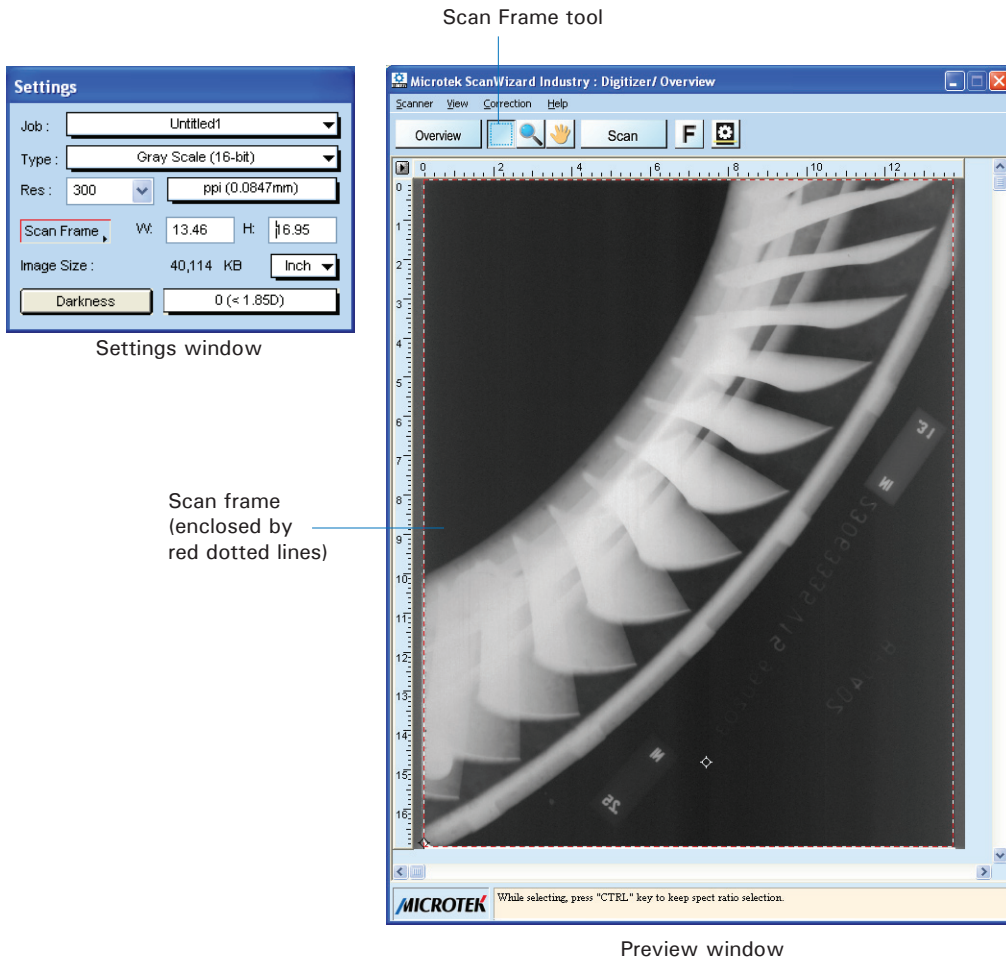 Scan Frame tool
Settings
Job : Untitled1
Type : Gray Scale (16-bit)
Res : 300 ppi (0.0847mm)
Scan Frame W: 13.46 H: 16.95
Image Size : 40,114 KB Inch
Darkness 0 (< 1.85D)
Settings window
Scan frame
(enclosed by
red dotted lines)
Microtek ScanWizard Industry : Digitizer/ Overview
Scanner View Correction Help
Overview Scan F
0 2 4 6 8 10 12
0
1
2
3
4
5
6
7
8
9
10
11
12
13
14
15
16
31
IN
IN
25
MICROTEK While selecting, press "CTRL" key to keep spect ratio selection.
Preview window